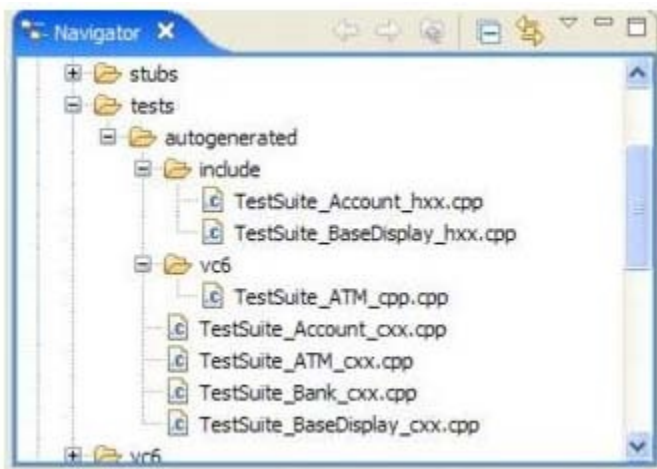 Navigator
stubs
tests
autogenerated
include
TestSuite_Account_hxx.cpp
TestSuite_BaseDisplay_hxx.cpp
vc6
TestSuite_ATM_cpp.cpp
TestSuite_Account_cxx.cpp
TestSuite_ATM_cxx.cpp
TestSuite_Bank_cxx.cpp
TestSuite_BaseDisplay_cxx.cpp
vc6